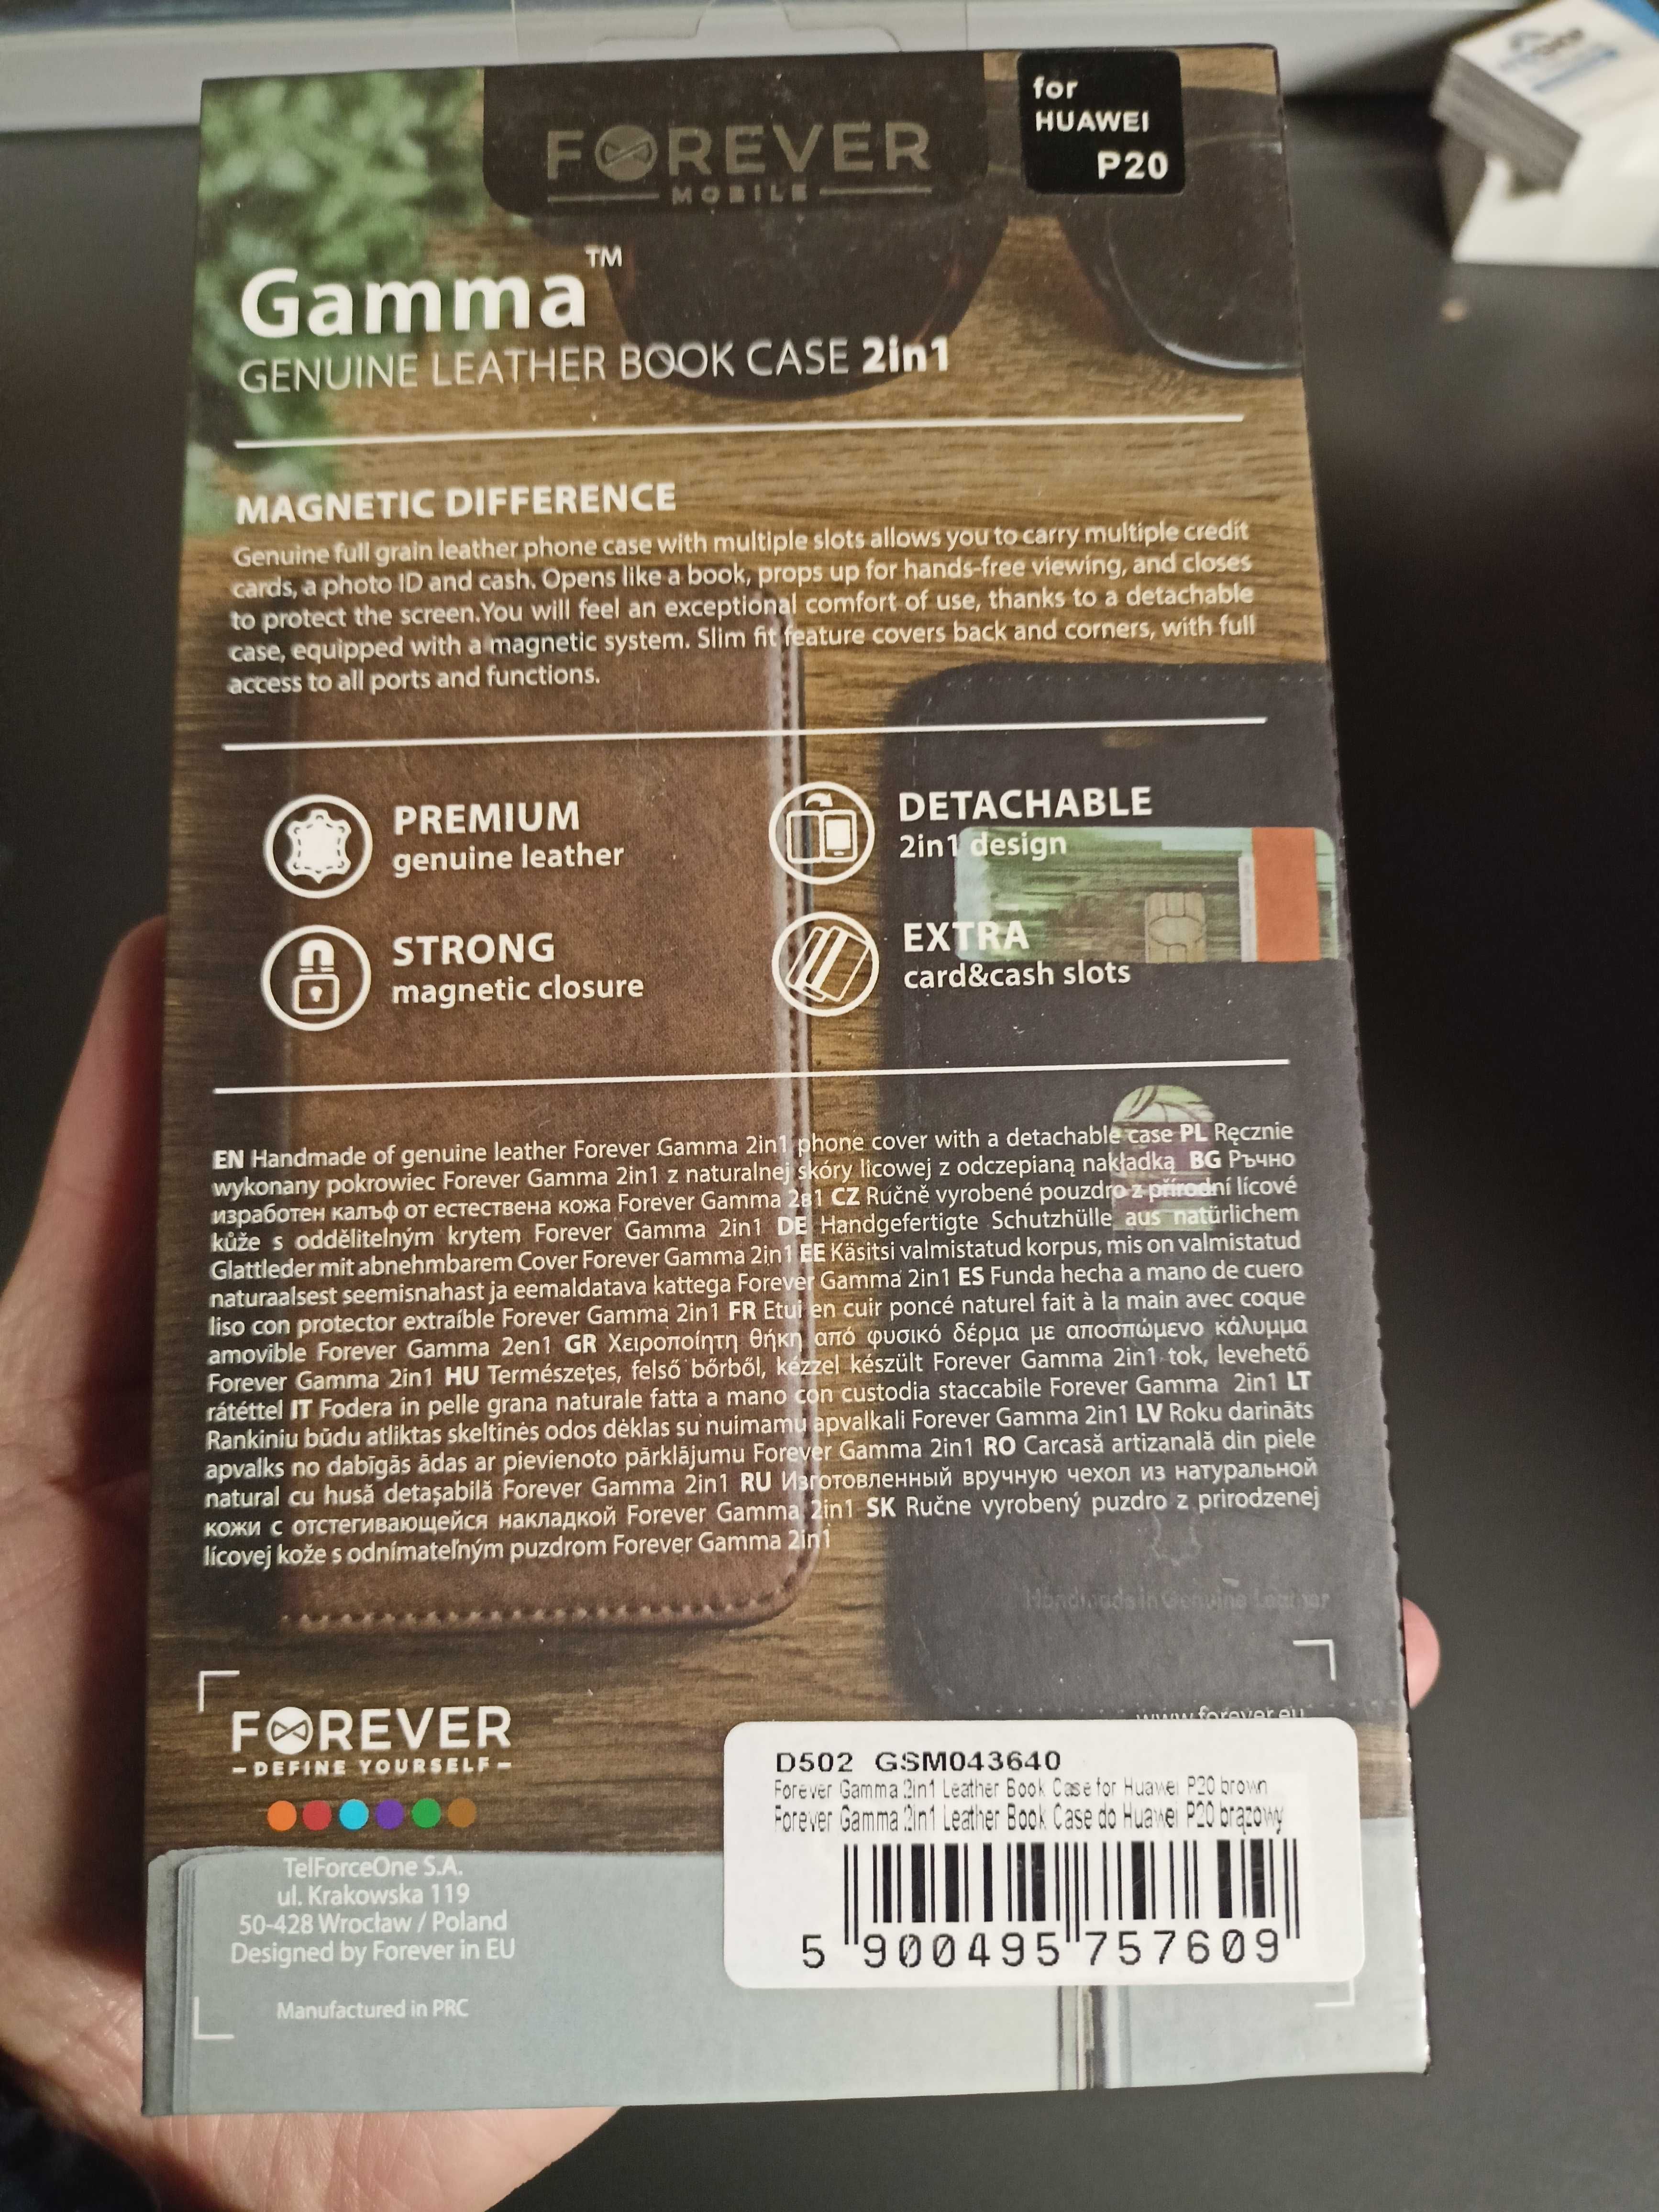 for
HUAWEI
P20
FOREVER
MOBILE
Gamma™
GENUINE LEATHER BOOK CASE 2in1
MAGNETIC DIFFERENCE
Genuine full grain leather phone case with multiple slots allows you to carry multiple credit
cards, a photo ID and cash. Opens like a book, props up for hands-free viewing, and closes
to protect the screen.You will feel an exceptional comfort of use, thanks to a detachable
case, equipped with a magnetic system. Slim fit feature covers back and corners, with full
access to all ports and functions.
PREMIUM
genuine leather
DETACHABLE
2in1 design
STRONG
magnetic closure
EXTRA
card&cash slots
EN Handmade of genuine leather Forever Gamma 2in1 phone cover with a detachable case PL Ręcznie
wykonany pokrowiec Forever Gamma 2in1 z naturalnej skóry licowej z odczepianą nakładką BG Ръчно
изработен калъф от естествена кожа Forever Gamma 2в1 CZ Ručně vyrobené pouzdro z přírodní lícové
kůže s oddělitelným krytem Forever Gamma 2in1 DE Handgefertigte Schutzhülle aus natürlichem
Glattleder mit abnehmbarem Cover Forever Gamma 2in1 EE Käsitsi valmistatud korpus, mis on valmistatud
naturaalsest seemisnahast ja eemaldatava kattega Forever Gamma 2in1 ES Funda hecha a mano de cuero
liso con protector extraíble Forever Gamma 2in1 FR Etui en cuir poncé naturel fait à la main avec coque
amovible Forever Gamma 2en1 GR Χειροποίητη θήκη από φυσικό δέρμα με αποσπώμενο κάλυμμα
Forever Gamma 2in1 HU Természetes, felső bőrből, kézzel készült Forever Gamma 2in1 tok, levehető
rátéttel IT Fodera in pelle grana naturale fatta a mano con custodia staccabile Forever Gamma 2in1 LT
Rankiniu būdu atliktas skeltinės odos dėklas su nuimamu apvalkali Forever Gamma 2in1 LV Roku darināts
apvalks no dabīgās ādas ar pievienoto pārklājumu Forever Gamma 2in1 RO Carcasă artizanală din piele
natural cu husă detașabilă Forever Gamma 2in1 RU Изготовленный вручную чехол из натуральной
кожи с отстегивающейся накладкой Forever Gamma 2in1 SK Ručne vyrobený puzdro z prirodzenej
lícovej kože s odnímateľným puzdrom Forever Gamma 2in1
Handmade in Genuine Leather
www.forever.eu
FOREVER
DEFINE YOURSELF
TelForceOne S.A.
ul. Krakowska 119
50-428 Wrocław / Poland
Designed by Forever in EU
Manufactured in PRC
D502 GSM043640
Forever Gamma 2in1 Leather Book Case for Huawei P20 brown
Forever Gamma 2in1 Leather Book Case do Huawei P20 brązowy
5 900495 757609